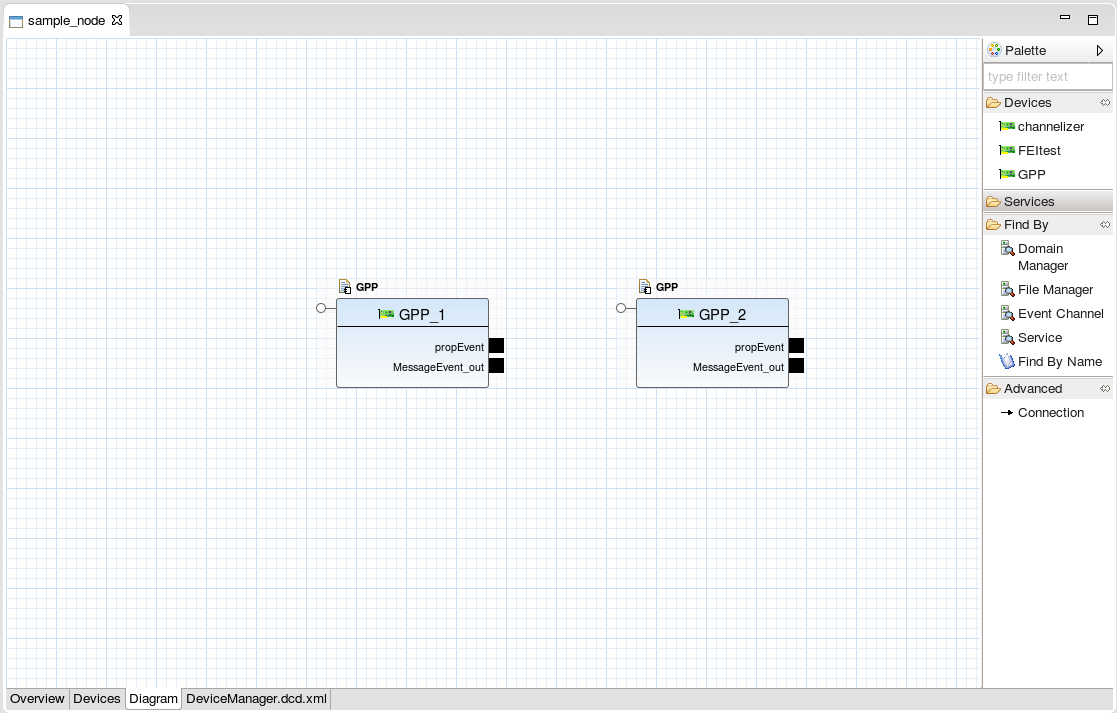 sample_node
Palette
type filter text
Devices
channelizer
FEItest
GPP
Services
Find By
Domain
Manager
File Manager
Event Channel
Service
Find By Name
Advanced
Connection
GPP
GPP_1
propEvent
MessageEvent_out
GPP
GPP_2
propEvent
MessageEvent_out
Overview
Devices
Diagram
DeviceManager.dcd.xml